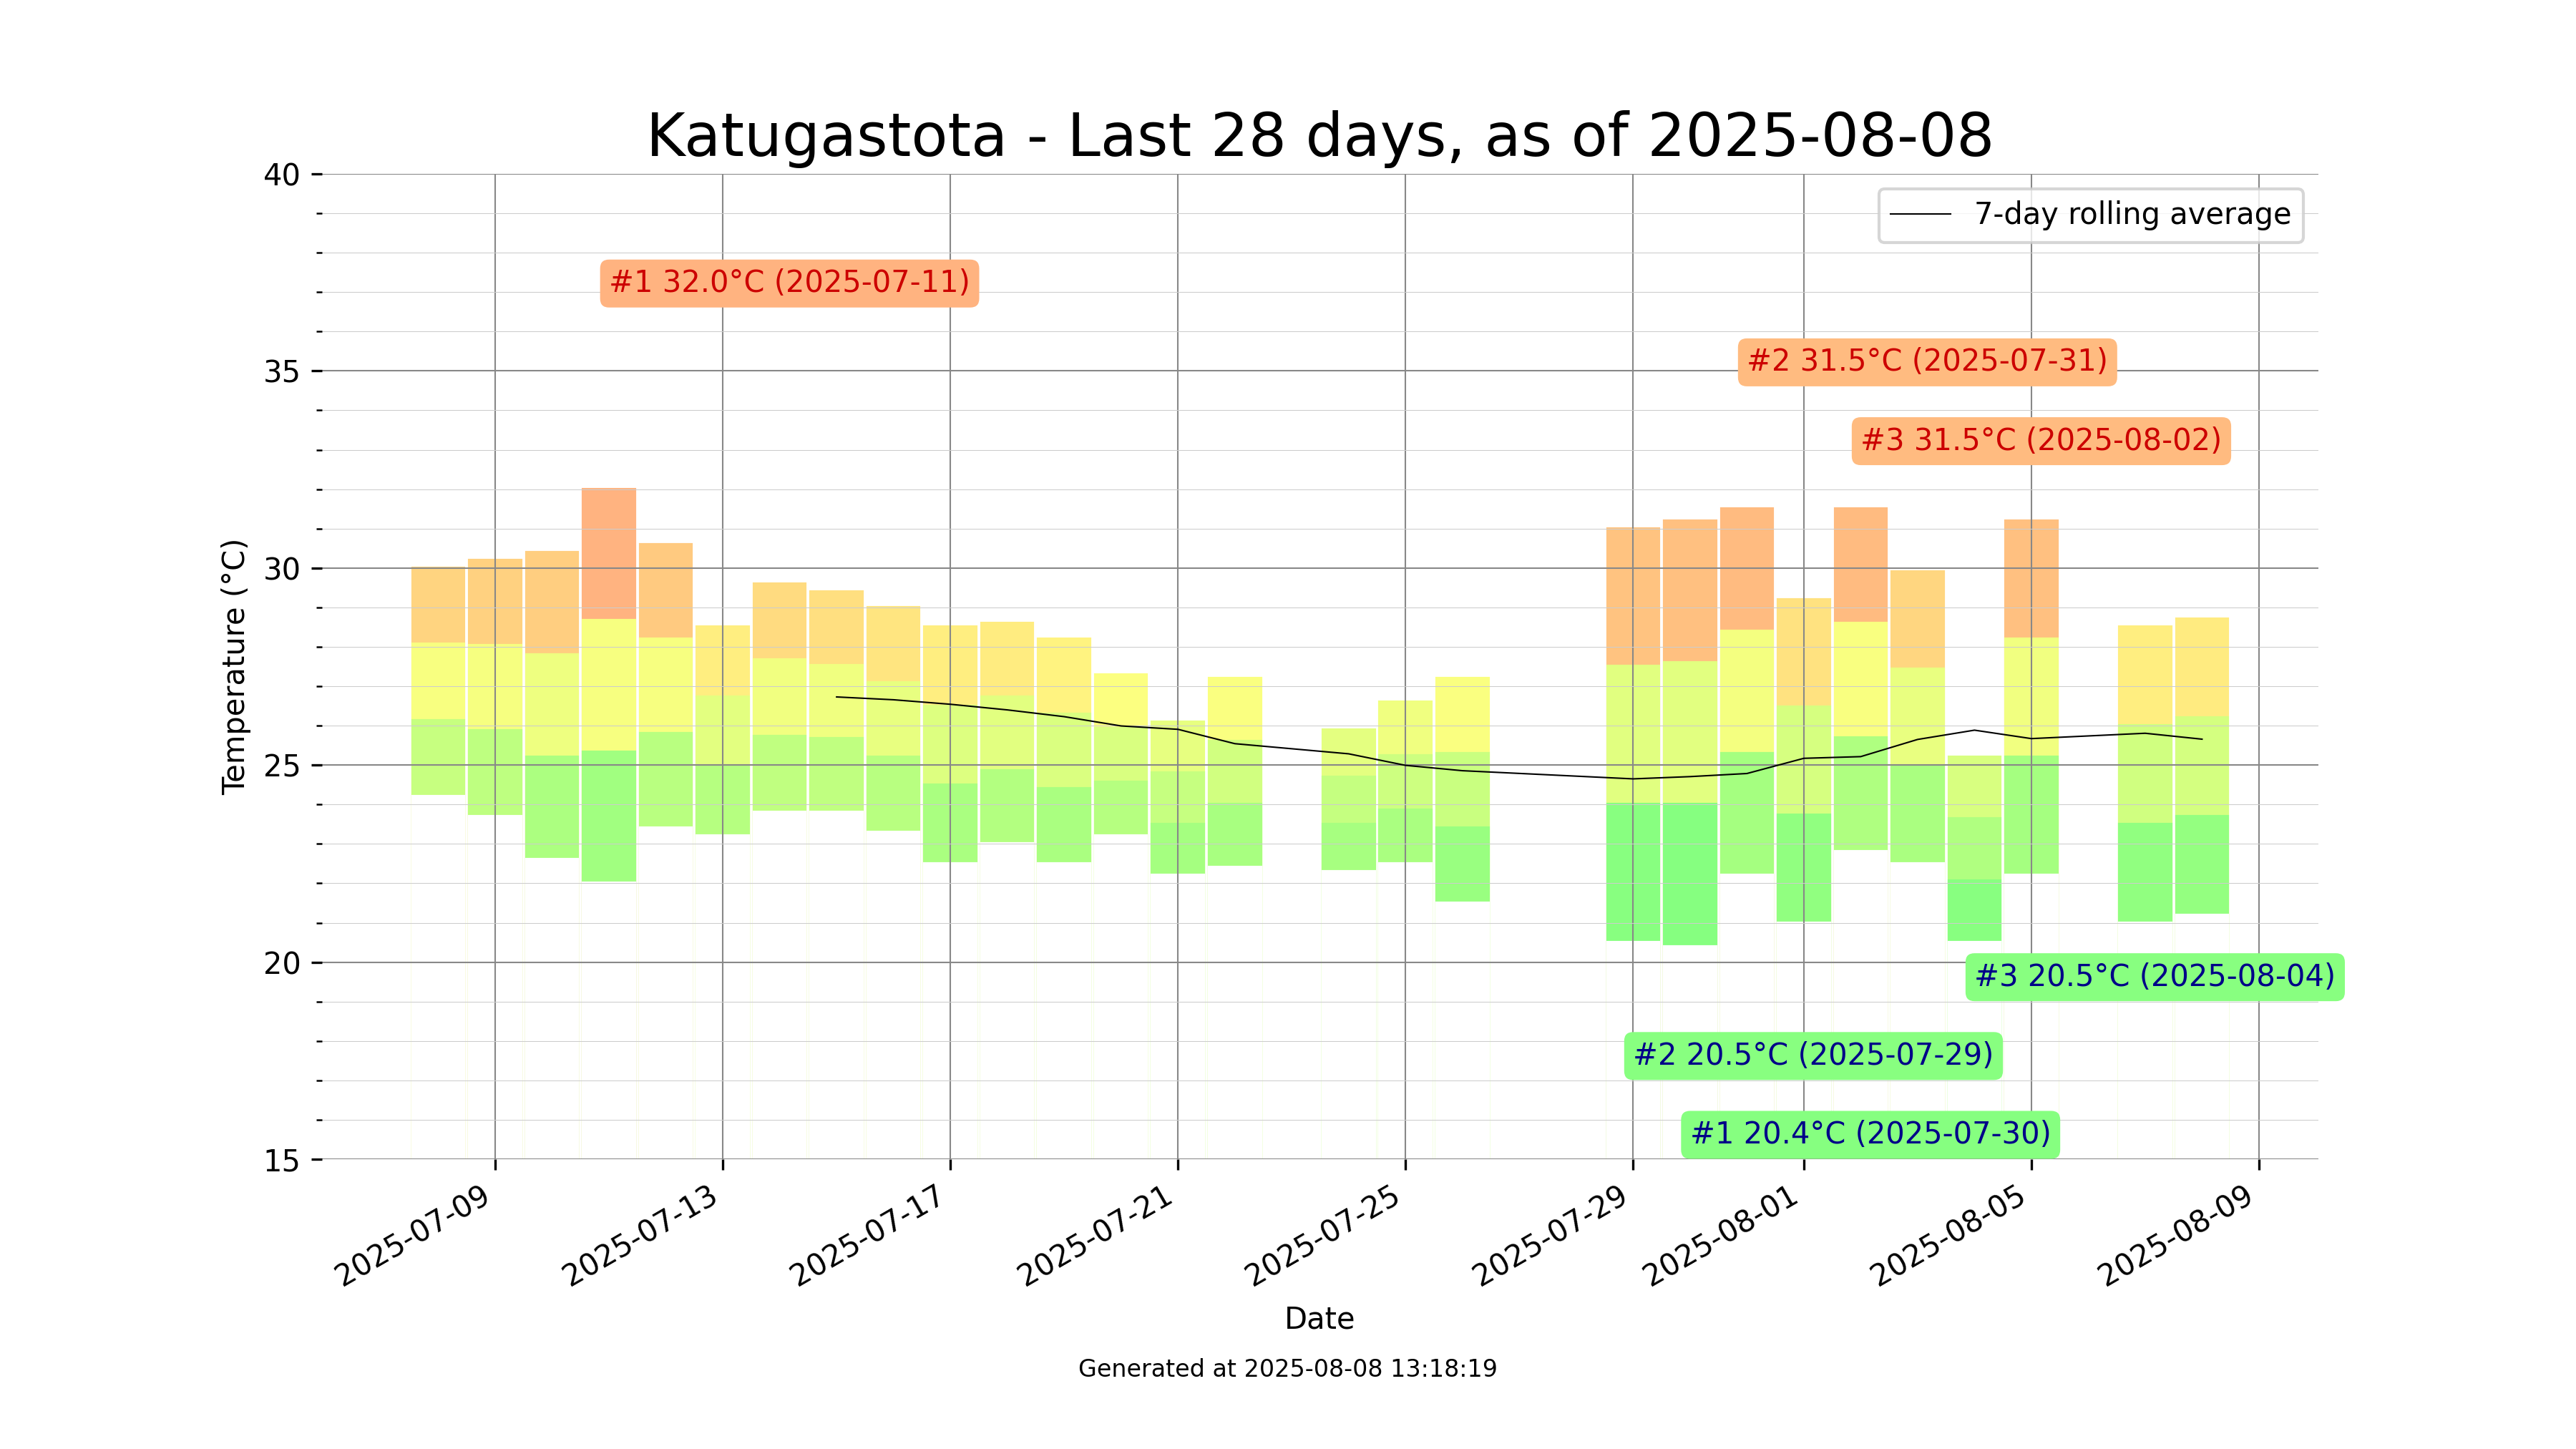 Katugastota - Last 28 days, as of 2025-08-08
40
7-day rolling average
#1 32.0°C (2025-07-11)
35
#2 31.5°C (2025-07-31)
#3 31.5°C (2025-08-02)
30
Temperature (°C)
25
20
#3 20.5°C (2025-08-04)
#2 20.5°C (2025-07-29)
#1 20.4°C (2025-07-30)
15
2025-07-09
2025-07-13
2025-07-17
2025-07-21
2025-07-25
2025-07-29
2025-08-01
2025-08-05
2025-08-09
Date
Generated at 2025-08-08 13:18:19